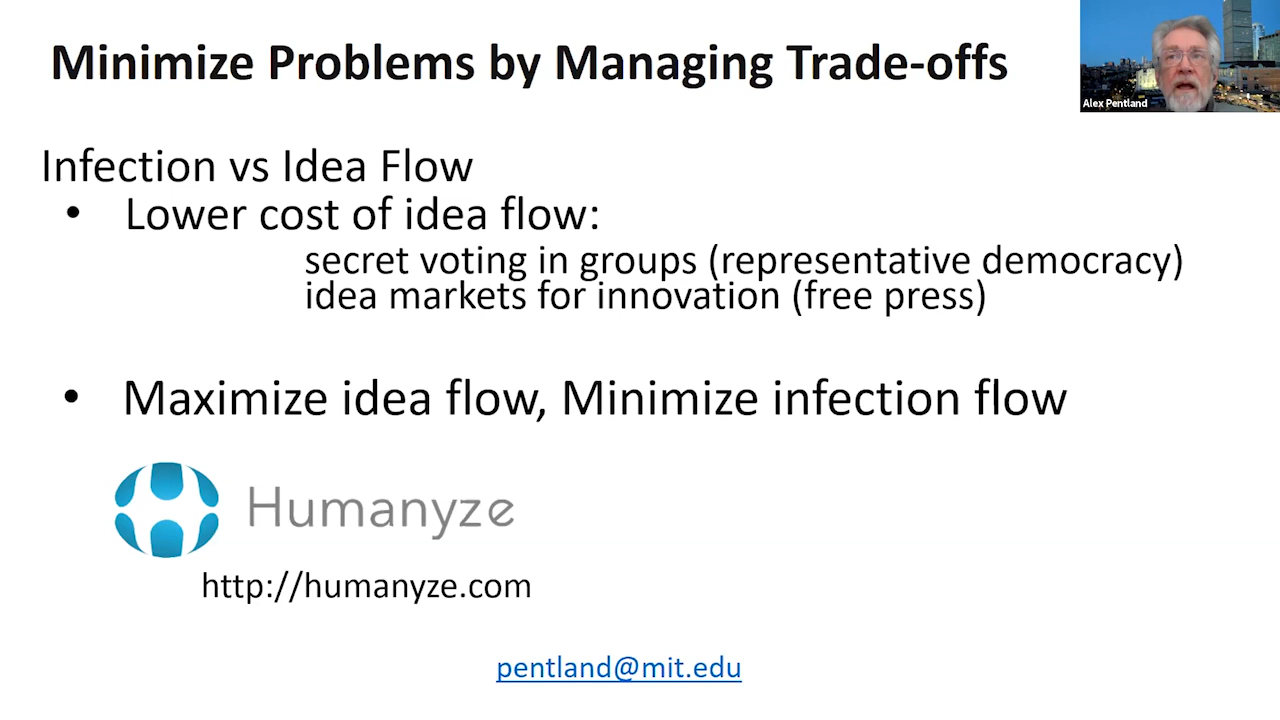 Minimize Problems by Managing Trade-offs
Alex Pentland
Infection vs Idea Flow
• Lower cost of idea flow:
secret voting in groups (representative democracy)
idea markets for innovation (free press)
• Maximize idea flow, Minimize infection flow
Humanyze
http://humanyze.com
pentland@mit.edu